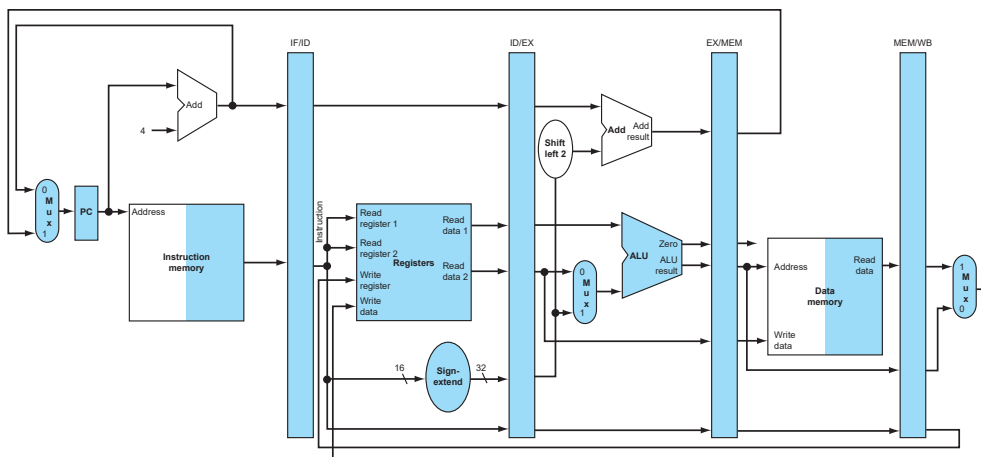 IF/ID
ID/EX
EX/MEM
MEM/WB
Add
4
Shift
left 2
Add
Add
result
0
M
u
x
1
PC
Address
Instruction
memory
Instruction
Read
register 1
Read
register 2
Write
register
Write
data
Registers
Read
data 1
Read
data 2
16
Sign-
extend
32
0
M
u
x
1
ALU
Zero
ALU
result
Address
Write
data
Data
memory
Read
data
1
M
u
x
0